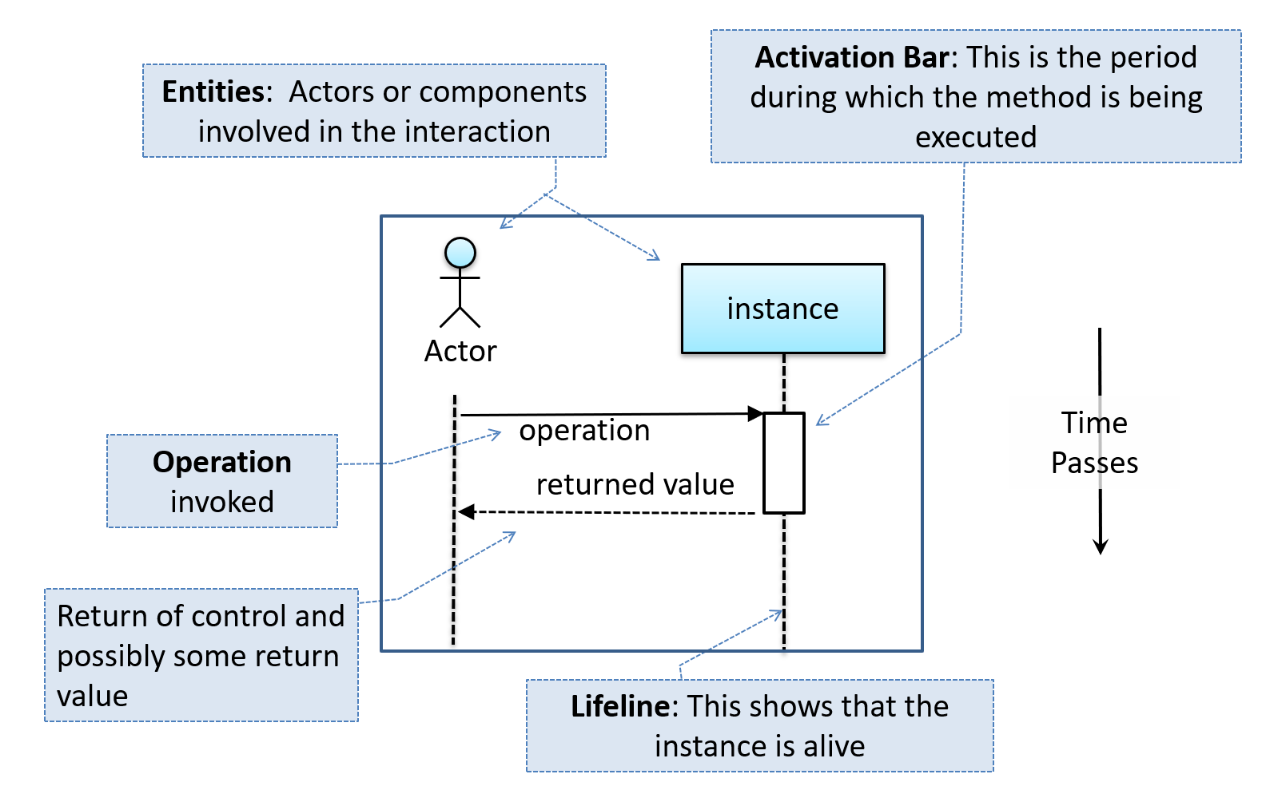 Activation Bar: This is the period
during which the method is being
executed
Entities:  Actors or components
involved in the interaction
instance
Actor
operation
Time
Passes
Operation
invoked
returned value
Return of control and
possibly some return
value
Lifeline: This shows that the
instance is alive